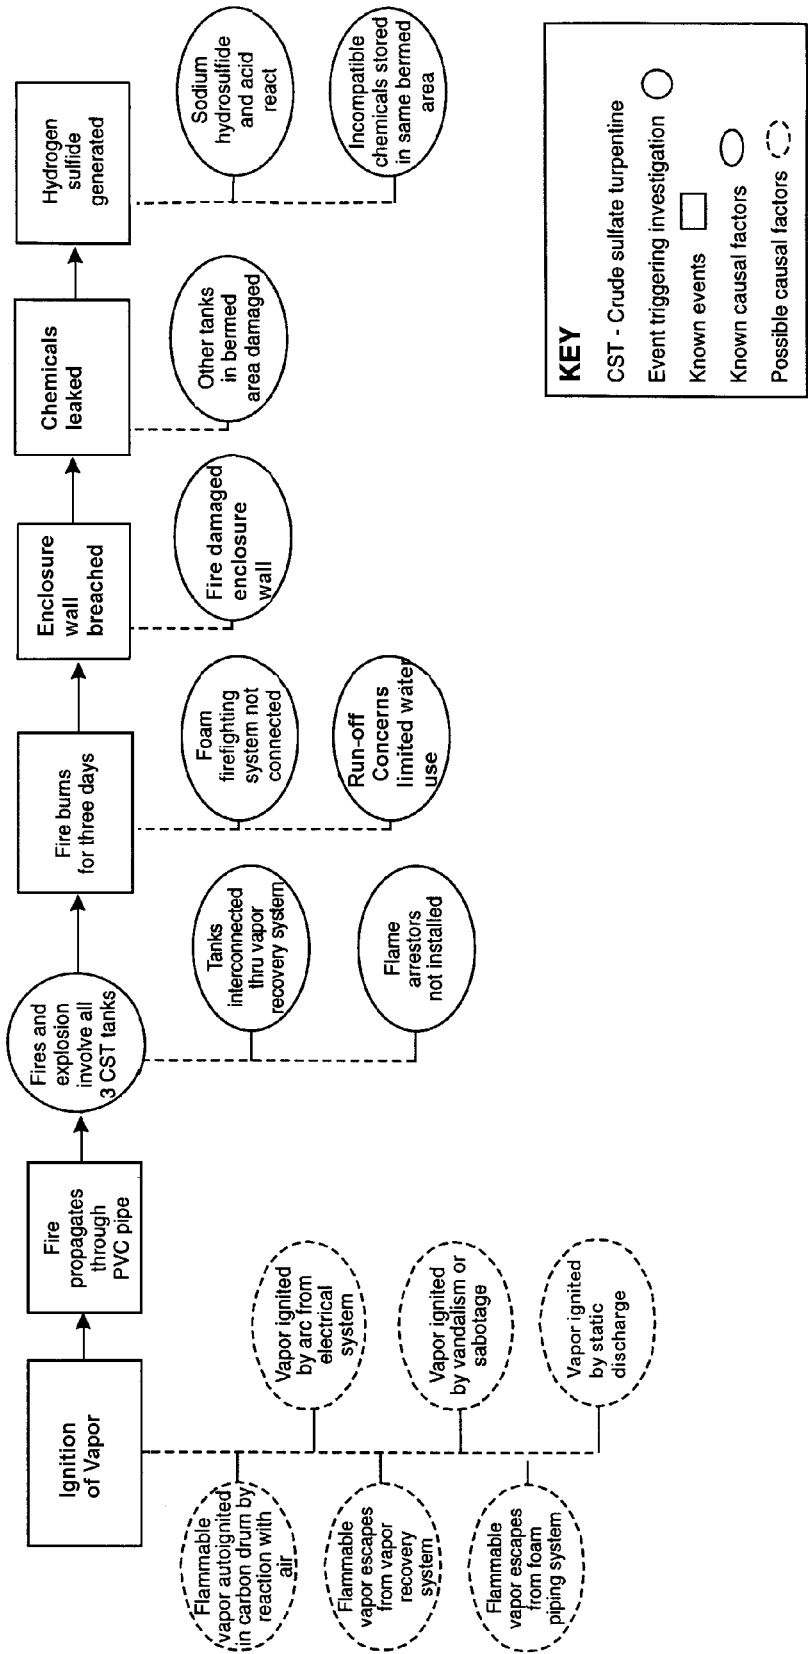 Ignition
of Vapor
Fire
propagates
through
PVC pipe
Fires and
explosion
involve all
3 CST tanks
Fire burns
for three days
Enclosure
wall
breached
Chemicals
leaked
Hydrogen
sulfide
generated
Flammable
vapor autoignited
in carbon drum by
reaction with
air
Flammable
vapor escapes
from vapor
recovery
system
Flammable
vapor escapes
from foam
piping system
Vapor ignited
by arc from
electrical
system
Vapor ignited
by vandalism or
sabotage
Vapor ignited
by static
discharge
Tanks
interconnected
thru vapor
recovery system
Flame
arrestors
not installed
Foam
firefighting
system not
connected
Run-off
Concerns
limited water
use
Fire damaged
enclosure
wall
Other tanks
in bermed
area damaged
Sodium
hydrosulfide
and acid
react
Incompatible
chemicals stored
in same bermed
area
KEY
CST - Crude sulfate turpentine
Event triggering investigation
Known events
Known causal factors
Possible causal factors